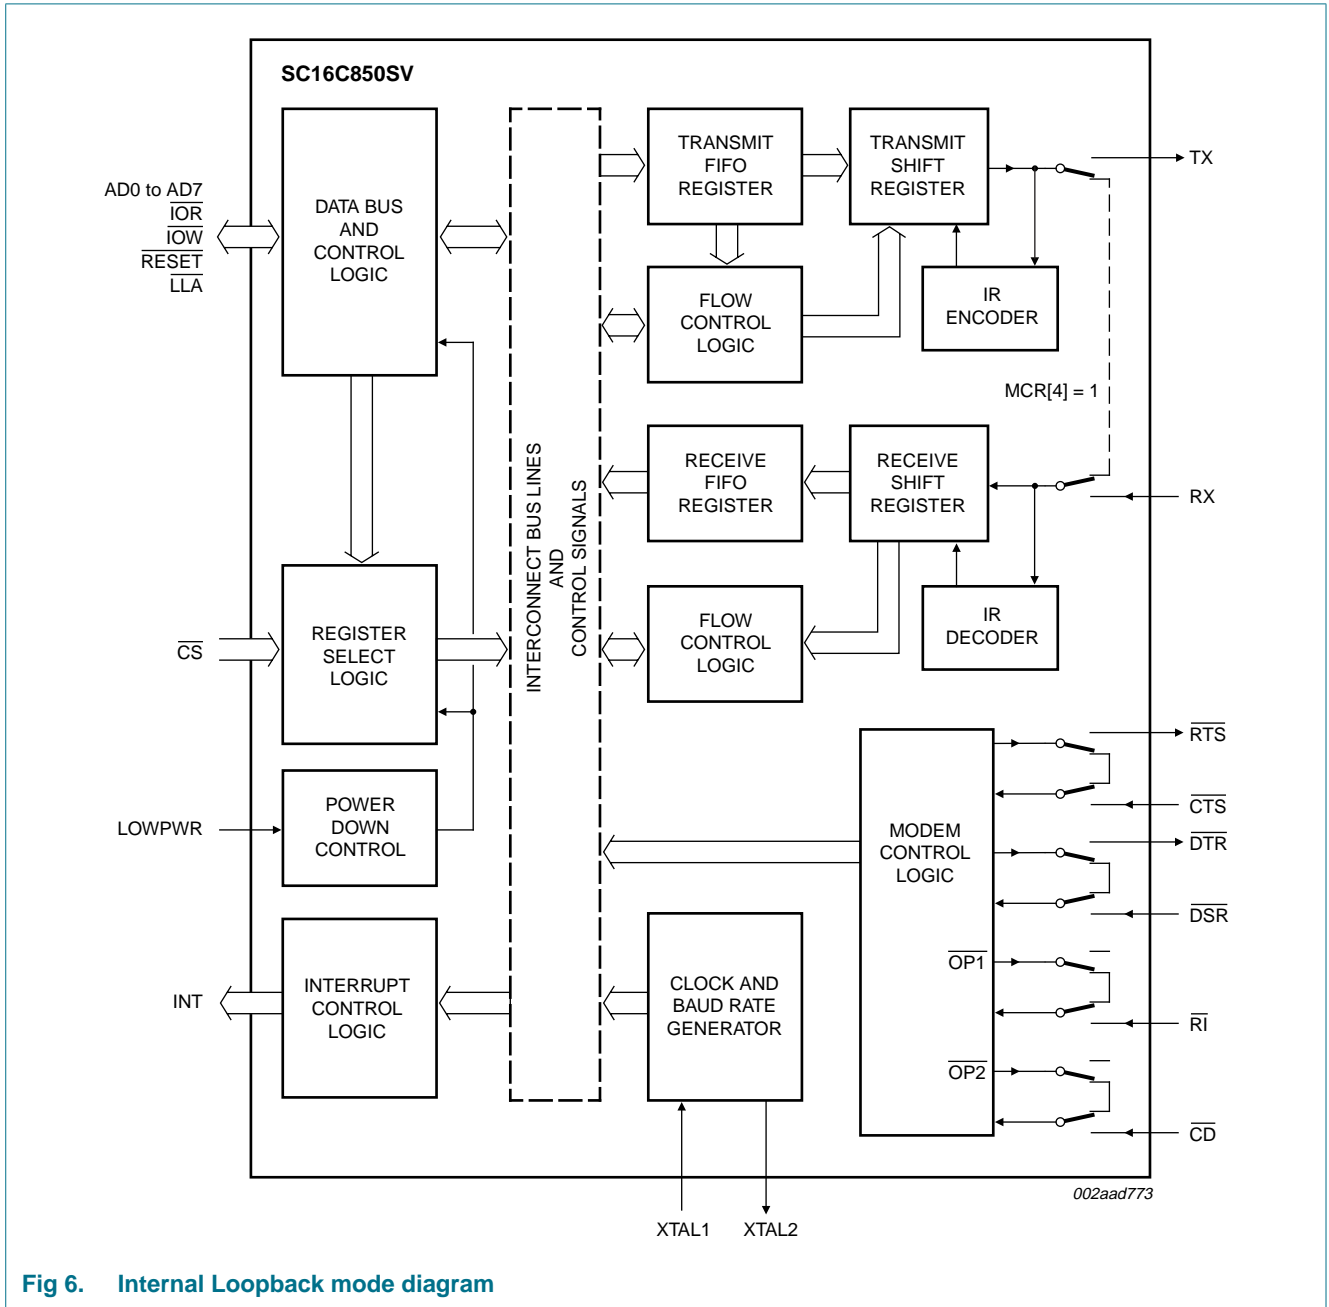 SC16C850SV
AD0 to AD7
IOR
IOW
RESET
LLA
DATA BUS
AND
CONTROL
LOGIC
TRANSMIT
FIFO
REGISTER
TRANSMIT
SHIFT
REGISTER
TX
FLOW
CONTROL
LOGIC
IR
ENCODER
MCR[4] = 1
INTERCONNECT BUS LINES
AND
CONTROL SIGNALS
RECEIVE
FIFO
REGISTER
RECEIVE
SHIFT
REGISTER
RX
CS
REGISTER
SELECT
LOGIC
FLOW
CONTROL
LOGIC
IR
DECODER
LOWPWR
POWER
DOWN
CONTROL
MODEM
CONTROL
LOGIC
RTS
CTS
DTR
DSR
OP1
RI
OP2
CD
INT
INTERRUPT
CONTROL
LOGIC
CLOCK AND
BAUD RATE
GENERATOR
XTAL1
XTAL2
002aad773
Fig 6. Internal Loopback mode diagram